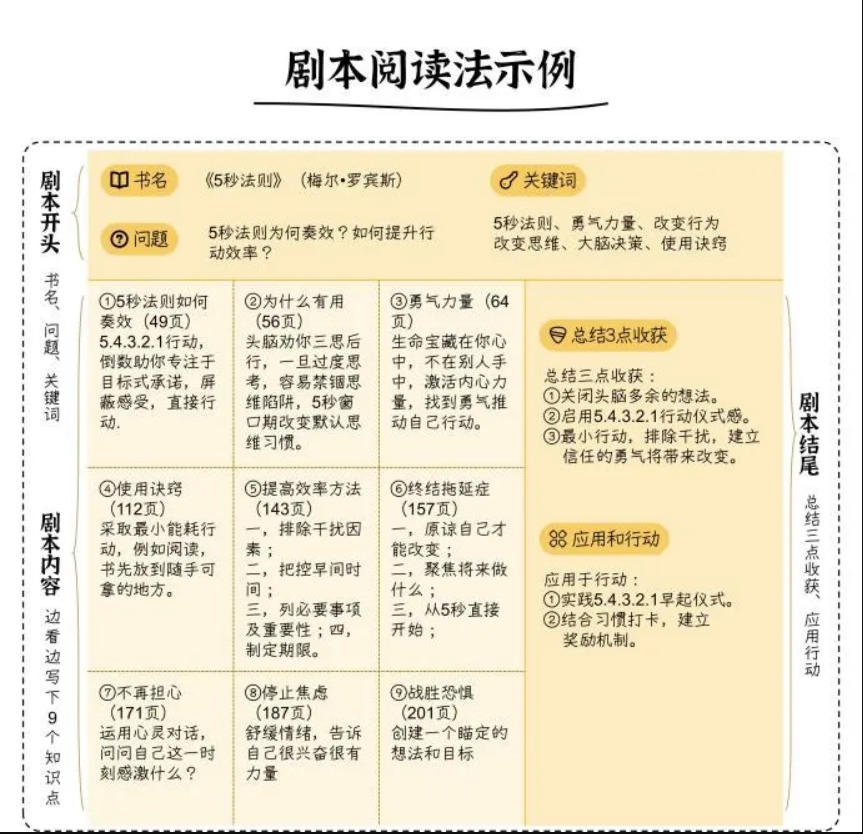 剧本阅读法示例
剧本开头
书名、问题、关键词
书名
《5秒法则》（梅尔•罗宾斯）
问题
5秒法则为何奏效？如何提升行
动效率？
关键词
5秒法则、勇气力量、改变行为
改变思维、大脑决策、使用诀窍
剧本内容
边看边写下9个知识点
①5秒法则如何
奏效（49页）
5.4.3.2.1行动，
倒数助你专注于
目标式承诺，屏
蔽感受，直接行
动.
②为什么有用
（56页）
头脑劝你三思后
行，一旦过度思
考，容易禁锢思
维陷阱，5秒窗
口期改变默认思
维习惯。
③勇气力量（64
页）
生命宝藏在你心
中，不在别人手
中，激活内心力
量，找到勇气推
动自己行动。
④使用诀窍
（112页）
采取最小能耗行
动，例如阅读，
书先放到随手可
拿的地方。
⑤提高效率方法
（143页）
一，排除干扰因
素；
二，把控早间时
间；
三，列必要事项
及重要性；四，
制定期限。
⑥终结拖延症
（157页）
一，原谅自己才
能改变；
二，聚焦将来做
什么；
三，从5秒直接
开始；
⑦不再担心
（171页）
运用心灵对话，
问问自己这一时
刻感激什么？
⑧停止焦虑
（187页）
舒缓情绪，告诉
自己很兴奋很有
力量
⑨战胜恐惧
（201页）
创建一个瞄定的
想法和目标
剧本结尾
总结三点收获、应用行动
总结3点收获
总结三点收获：
①关闭头脑多余的想法。
②启用5.4.3.2.1行动仪式感。
③最小行动，排除干扰，建立
信任的勇气将带来改变。
应用和行动
应用于行动：
①实践5.4.3.2.1早起仪式。
②结合习惯打卡，建立
奖励机制。